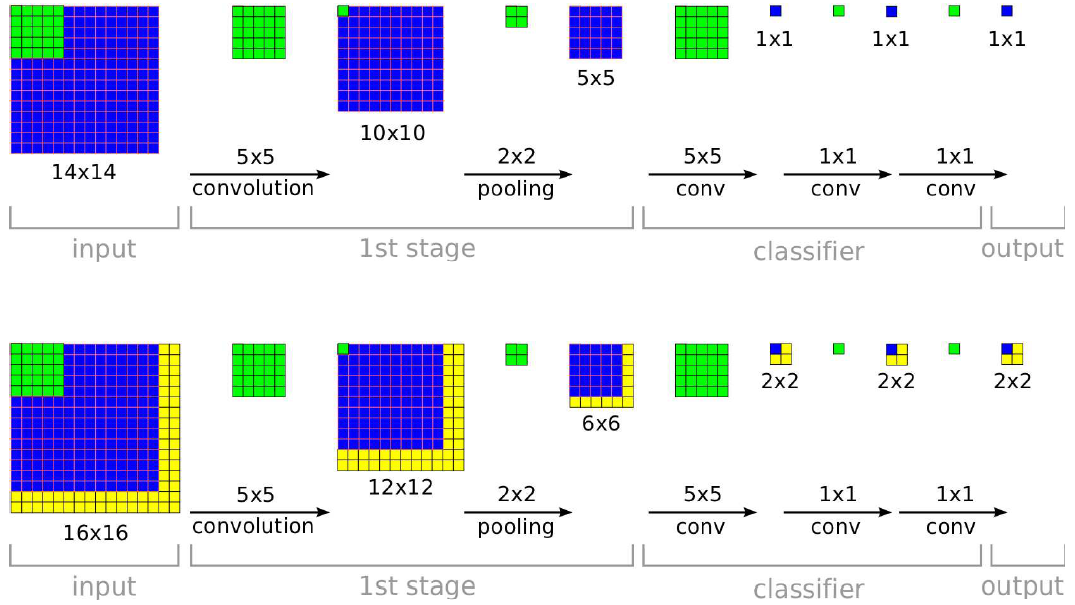 1x1
1x1
1x1
5x5
10x10
14x14
5x5
convolution
2x2
pooling
5x5
conv
1x1
conv
1x1
conv
input
1st stage
classifier
output
2x2
2x2
2x2
6x6
12x12
16x16
5x5
convolution
2x2
pooling
5x5
conv
1x1
conv
1x1
conv
input
1st stage
classifier
output